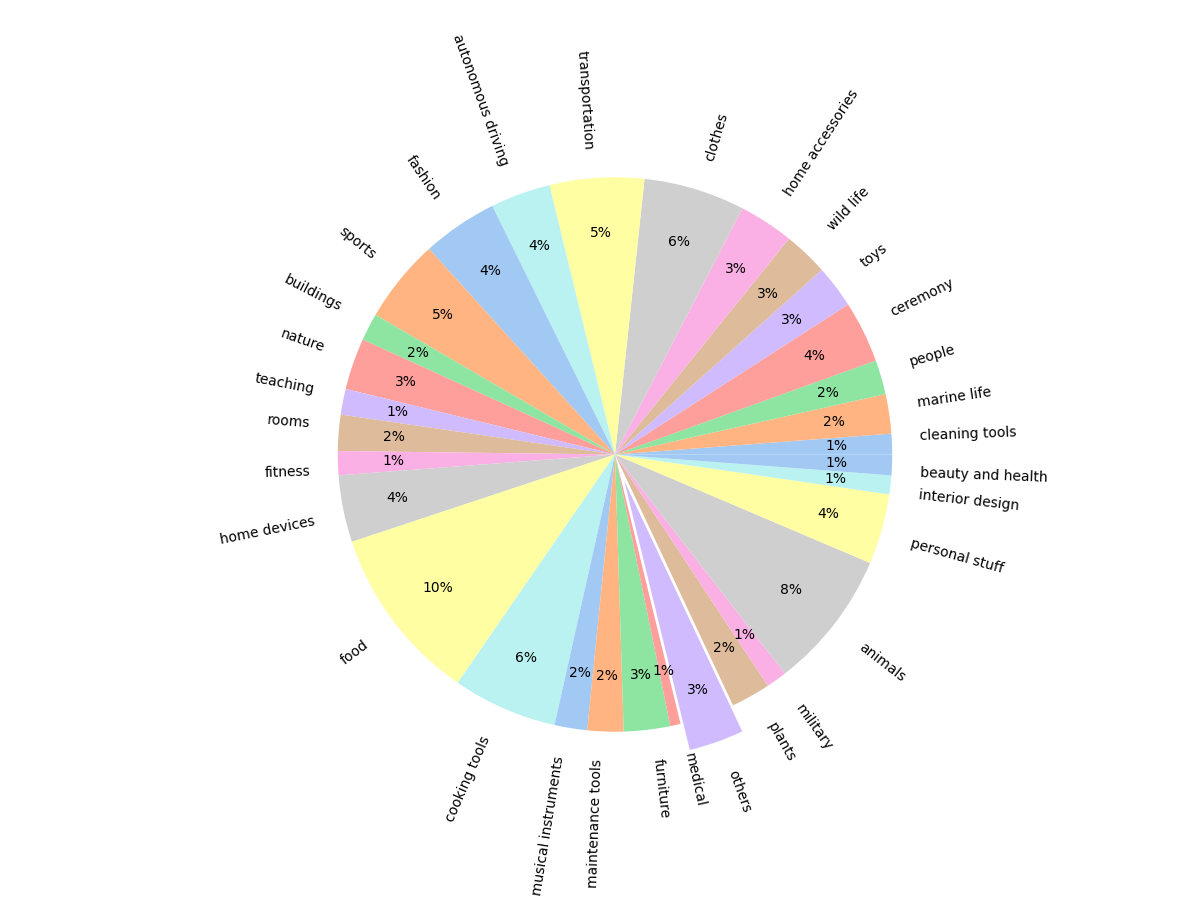 autonomous driving
transportation
clothes
home accessories
wild life
toys
ceremony
people
marine life
cleaning tools
beauty and health
interior design
personal stuff
animals
military
plants
others
medical
furniture
maintenance tools
musical instruments
cooking tools
food
home devices
fitness
rooms
teaching
nature
buildings
sports
fashion
4%
5%
6%
3%
3%
3%
4%
2%
2%
1%
1%
1%
4%
8%
1%
2%
3%
1%
3%
2%
2%
6%
10%
4%
1%
2%
1%
3%
2%
5%
4%